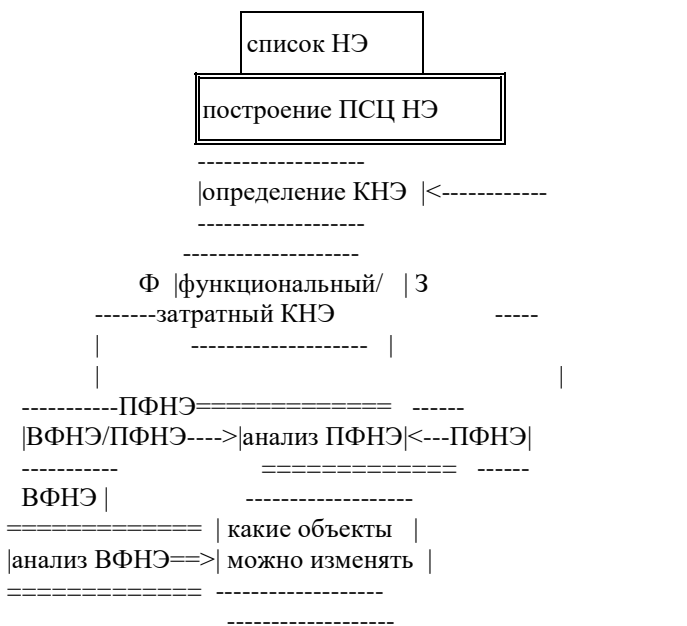 список НЭ
построение ПСЦ НЭ
-------------------
|определение КНЭ |<------------
-------------------
--------------------
Ф |функциональный/ | З
-------затратный КНЭ -----
| -------------------- |
| |
-----------ПФНЭ============= ------
|ВФНЭ/ПФНЭ---->|анализ ПФНЭ|<---ПФНЭ|
----------- ============= ------
ВФНЭ | -------------------
============= | какие объекты |
|анализ ВФНЭ==>| можно изменять |
============= -------------------
-------------------